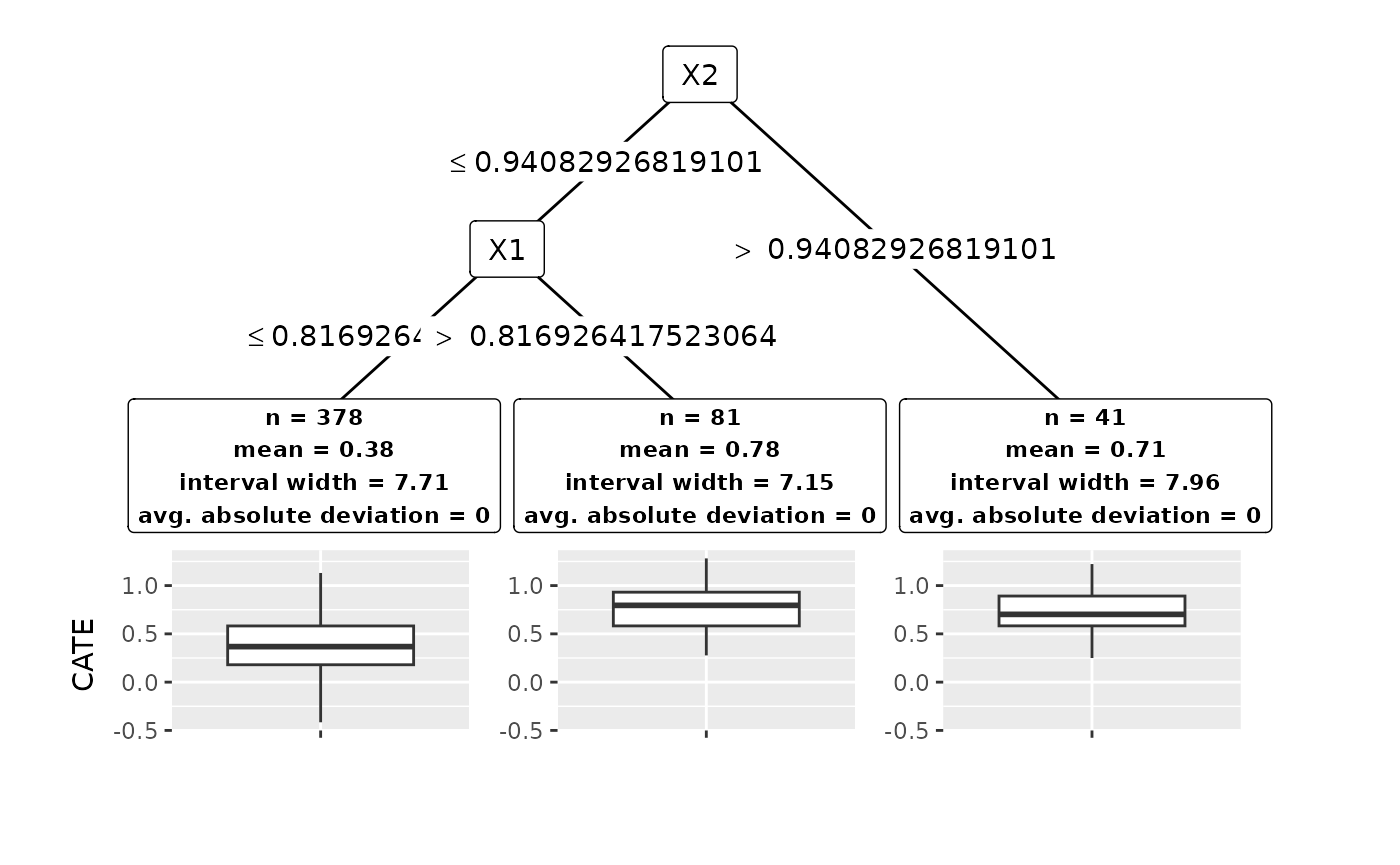 X2
≤ 0.94082926819101
X1
> 0.94082926819101
≤ 0.816926
> 0.816926417523064
n = 378
mean = 0.38
interval width = 7.71
avg. absolute deviation = 0
n = 81
mean = 0.78
interval width = 7.15
avg. absolute deviation = 0
n = 41
mean = 0.71
interval width = 7.96
avg. absolute deviation = 0
CATE
1.0
0.5
0.0
-0.5
1.0
0.5
0.0
-0.5
1.0
0.5
0.0
-0.5